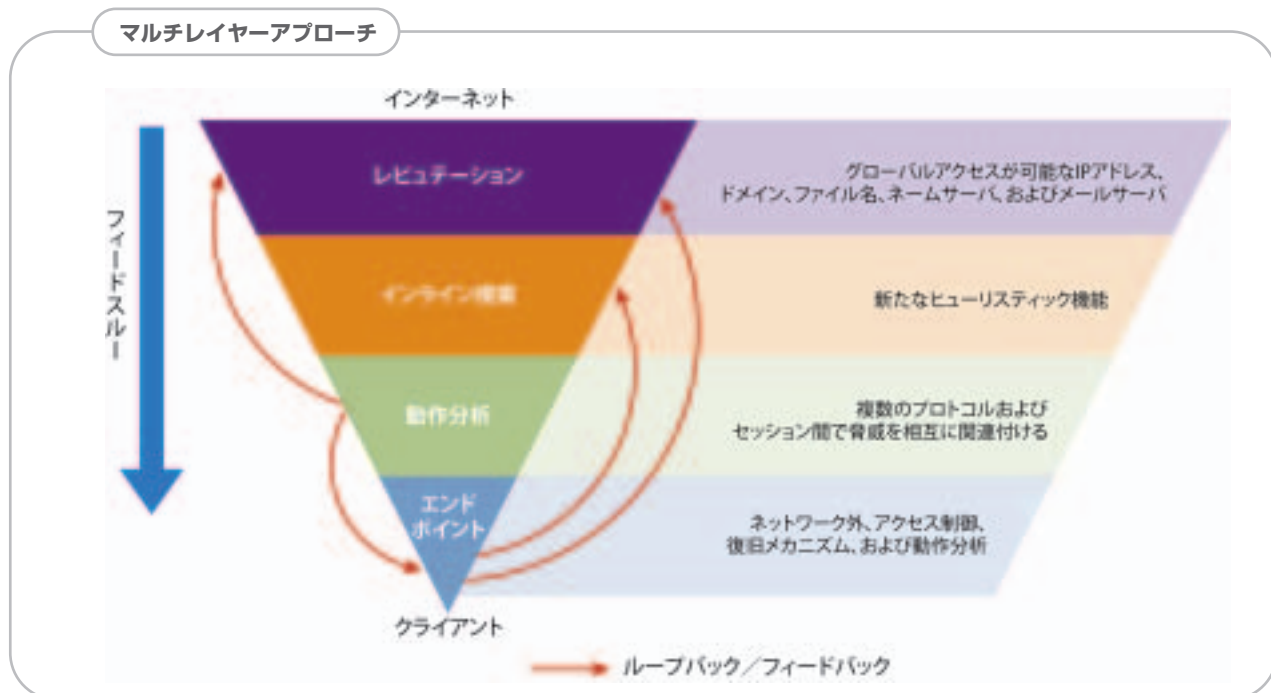 マルチレイヤーアプローチ
インターネット
フィードスルー
レピュテーション
グローバルアクセスが可能なIPアドレス、
ドメイン、ファイル名、ネームサーバ、およびメールサーバ
インライン
新たなヒューリスティック機能
動作分析
複数のプロトコルおよび
セッション間で脅威を相互に関連付ける
エンド
ポイント
ネットワーク外、アクセス制御、
復旧メカニズム、および動作分析
クライアント
ループバック／フィードバック